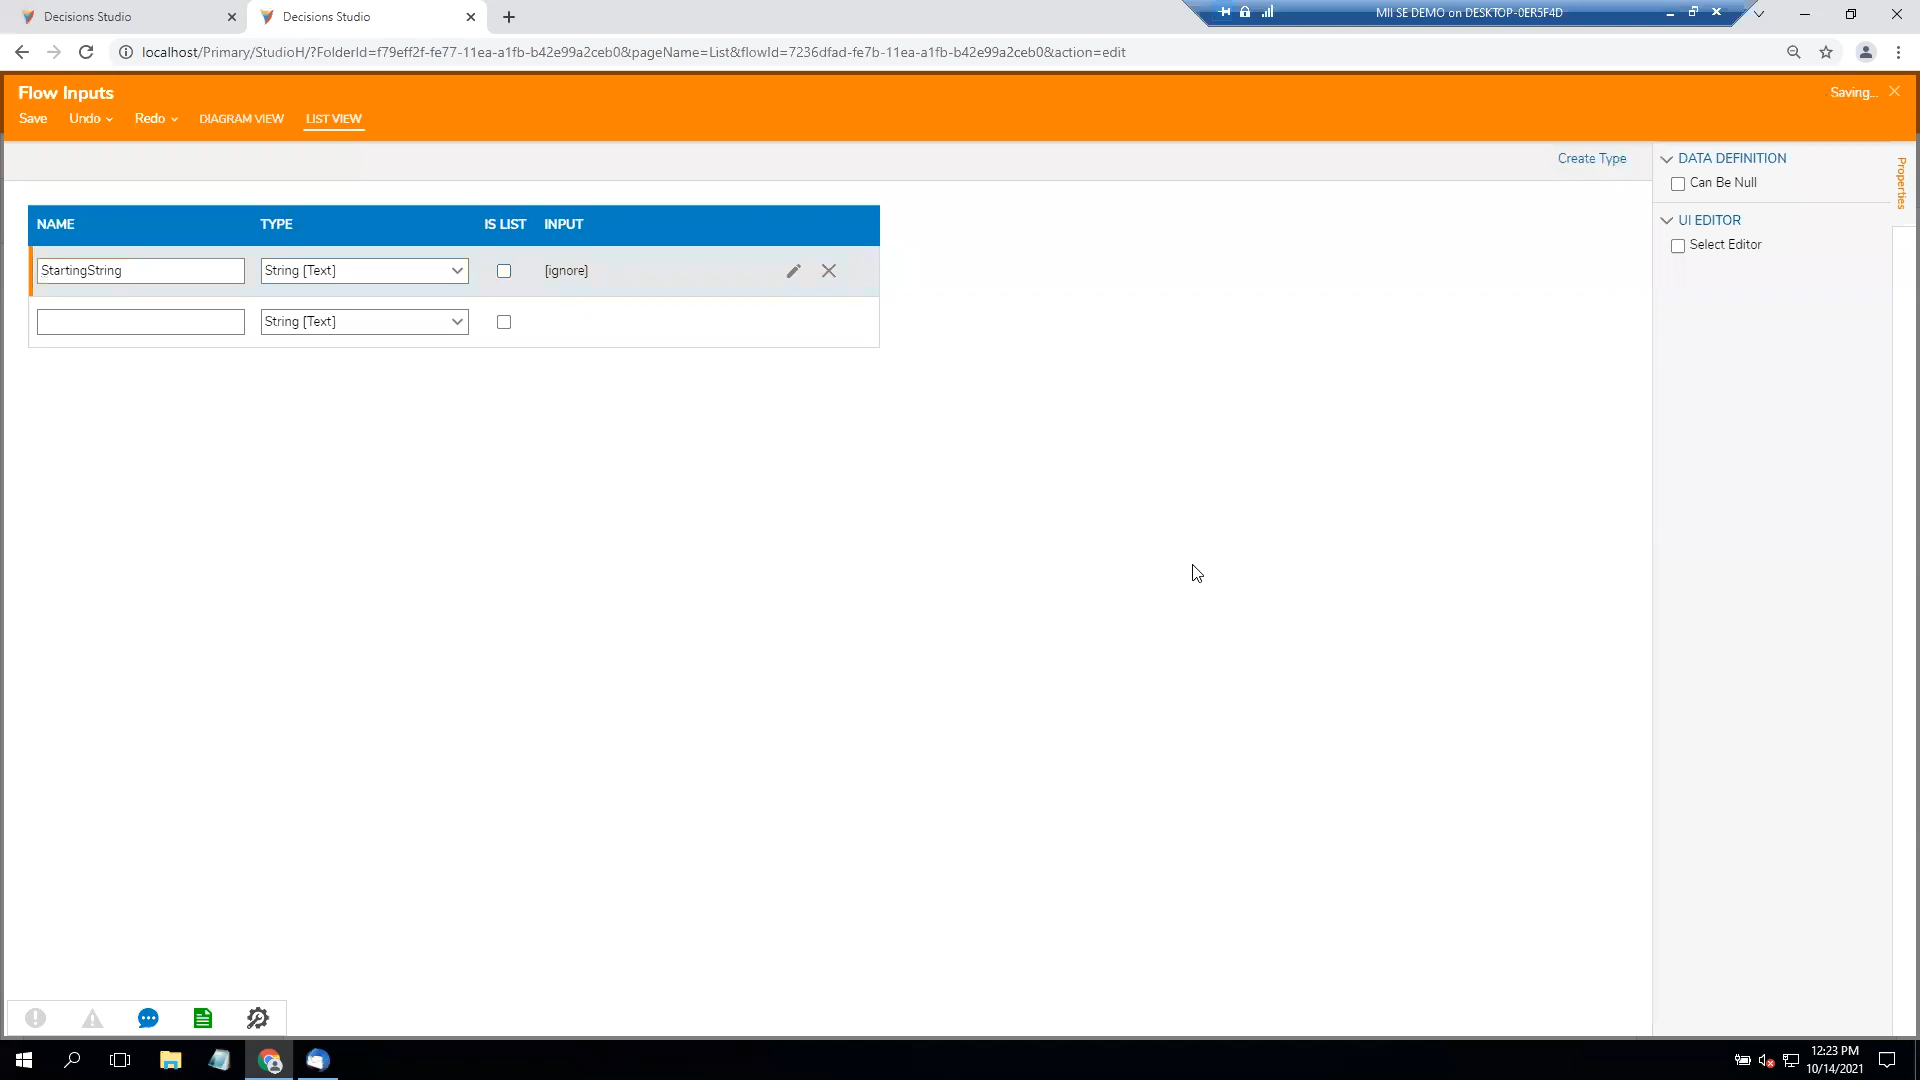 Decisions Studio
Decisions Studio
MII SE DEMO on DESKTOP-0ER5F4D
localhost/Primary/StudioH/?FolderId=f79eff2f-fe77-11ea-a1fb-b42e99a2ceb0&pageName=List&flowId=7236dfad-fe7b-11ea-a1fb-b42e99a2ceb0&action=edit
Flow Inputs
Saving...
Save Undo Redo DIAGRAM VIEW LIST VIEW
Create Type
DATA DEFINITION
Can Be Null
UI EDITOR
Select Editor
Properties
NAME TYPE IS LIST INPUT
StartingString String [Text] [ignore]
String [Text]
12:23 PM
10/14/2021